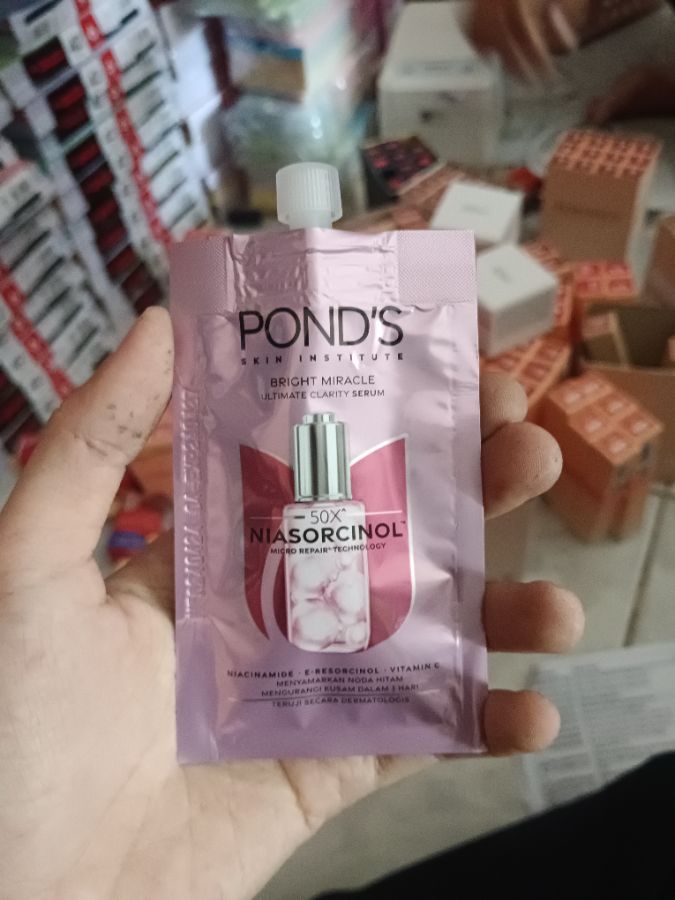 POND'S
SKIN INSTITUTE
BRIGHT MIRACLE
ULTIMATE CLARITY SERUM
50X^
NIASORCINOL™
MICRO REPAIR* TECHNOLOGY
NIACINAMIDE · E-RESORCINOL · VITAMIN C
MENYAMARKAN NODA HITAM
MENGURANGI KUSAM DALAM 3 HARI
TERUJI SECARA DERMATOLOGIS